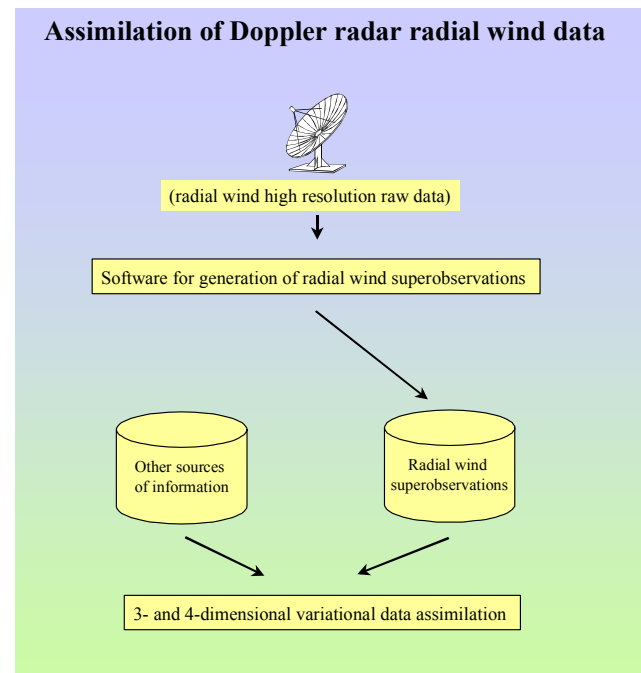 Assimilation of Doppler radar radial wind data
(radial wind high resolution raw data)
Software for generation of radial wind superobservations
Other sources
of information
Radial wind
superobservations
3- and 4-dimensional variational data assimilation